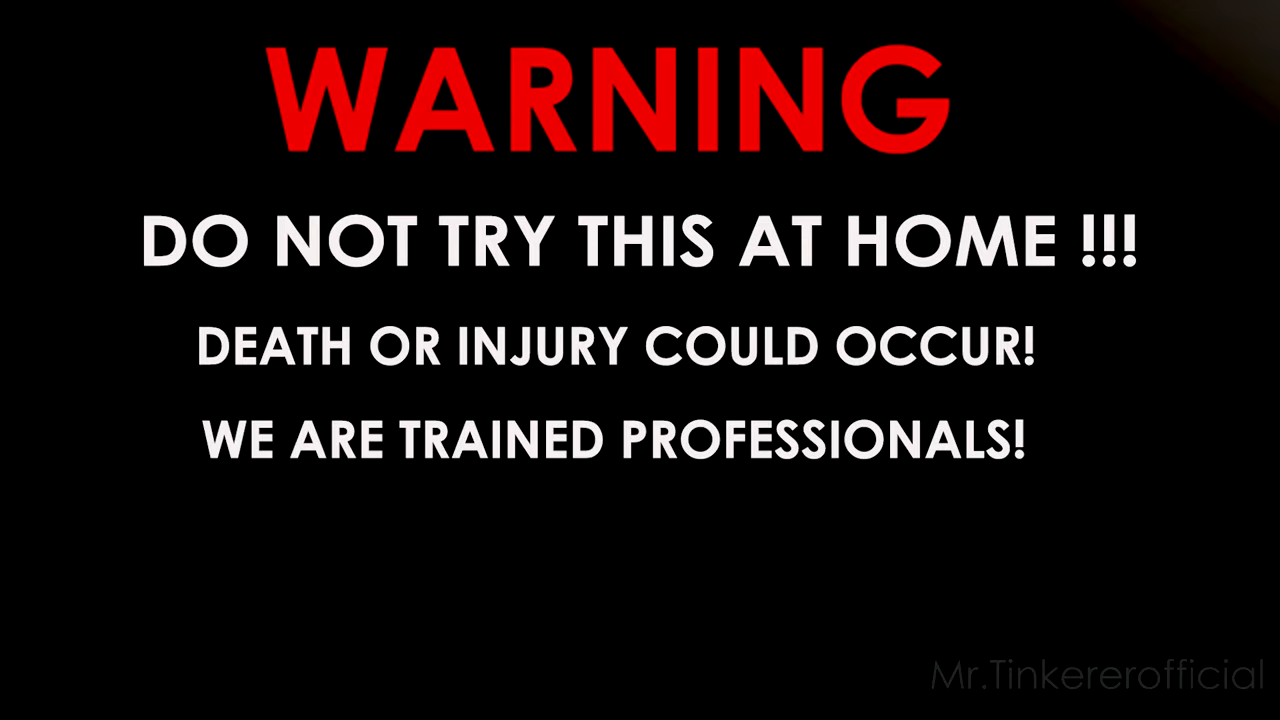 WARNING
DO NOT TRY THIS AT HOME !!!
DEATH OR INJURY COULD OCCUR!
WE ARE TRAINED PROFESSIONALS!
Mr.Tinkererofficial